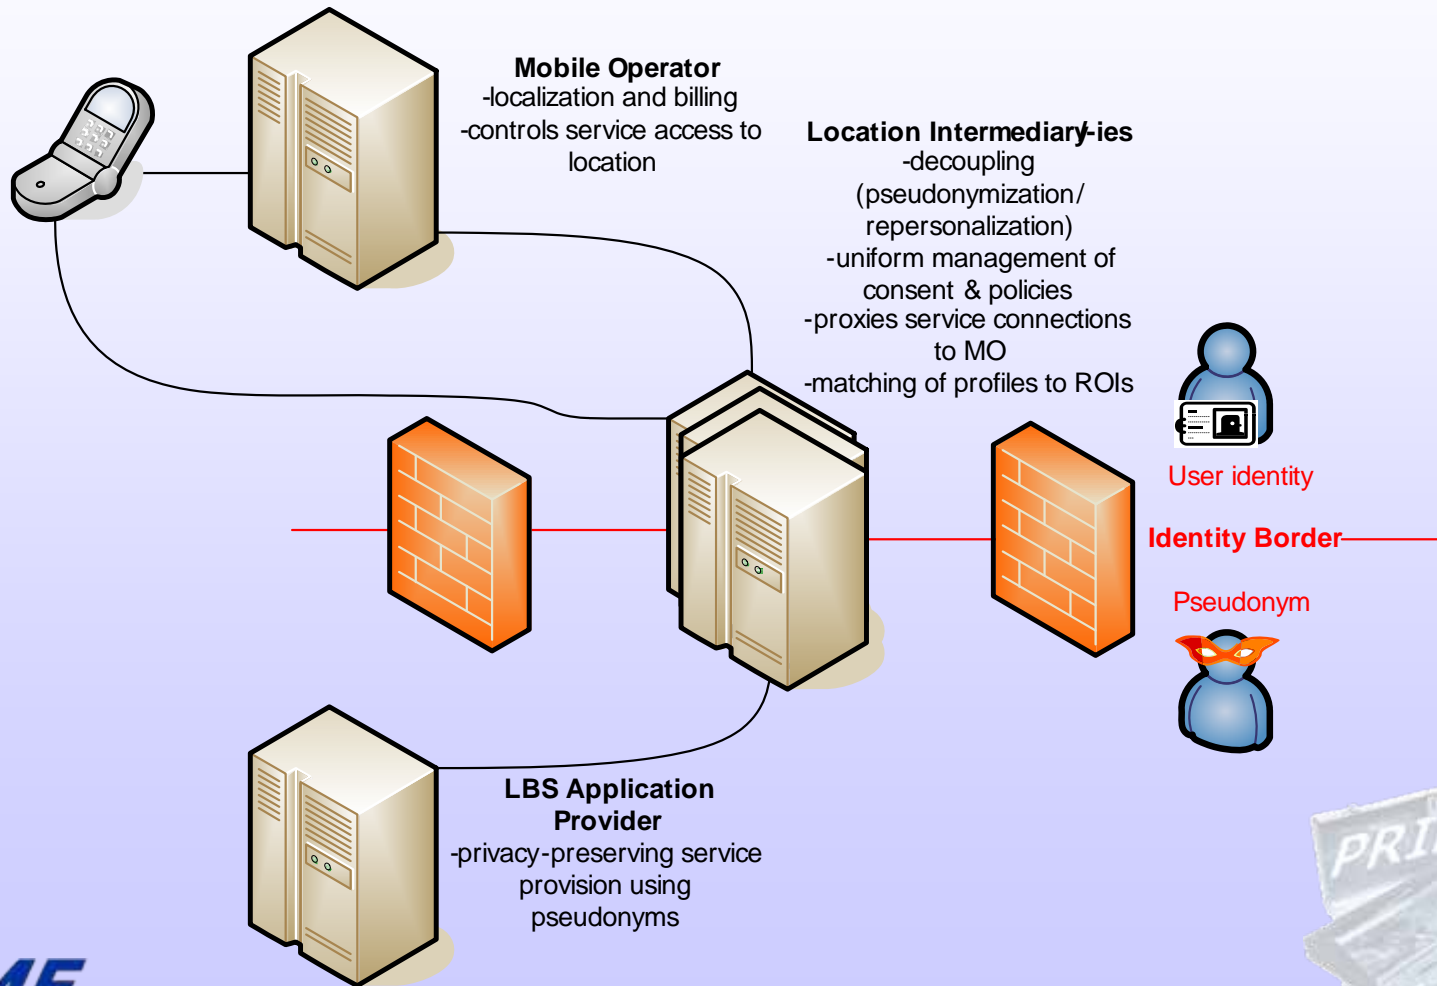 Mobile Operator
-localization and billing
-controls service access to
location
Location Intermediary/-ies
-decoupling
(pseudonymization/
repersonalization)
-uniform management of
consent & policies
-proxies service connections
to MO
-matching of profiles to ROIs
User identity
Identity Border
Pseudonym
LBS Application
Provider
-privacy-preserving service
provision using
pseudonyms